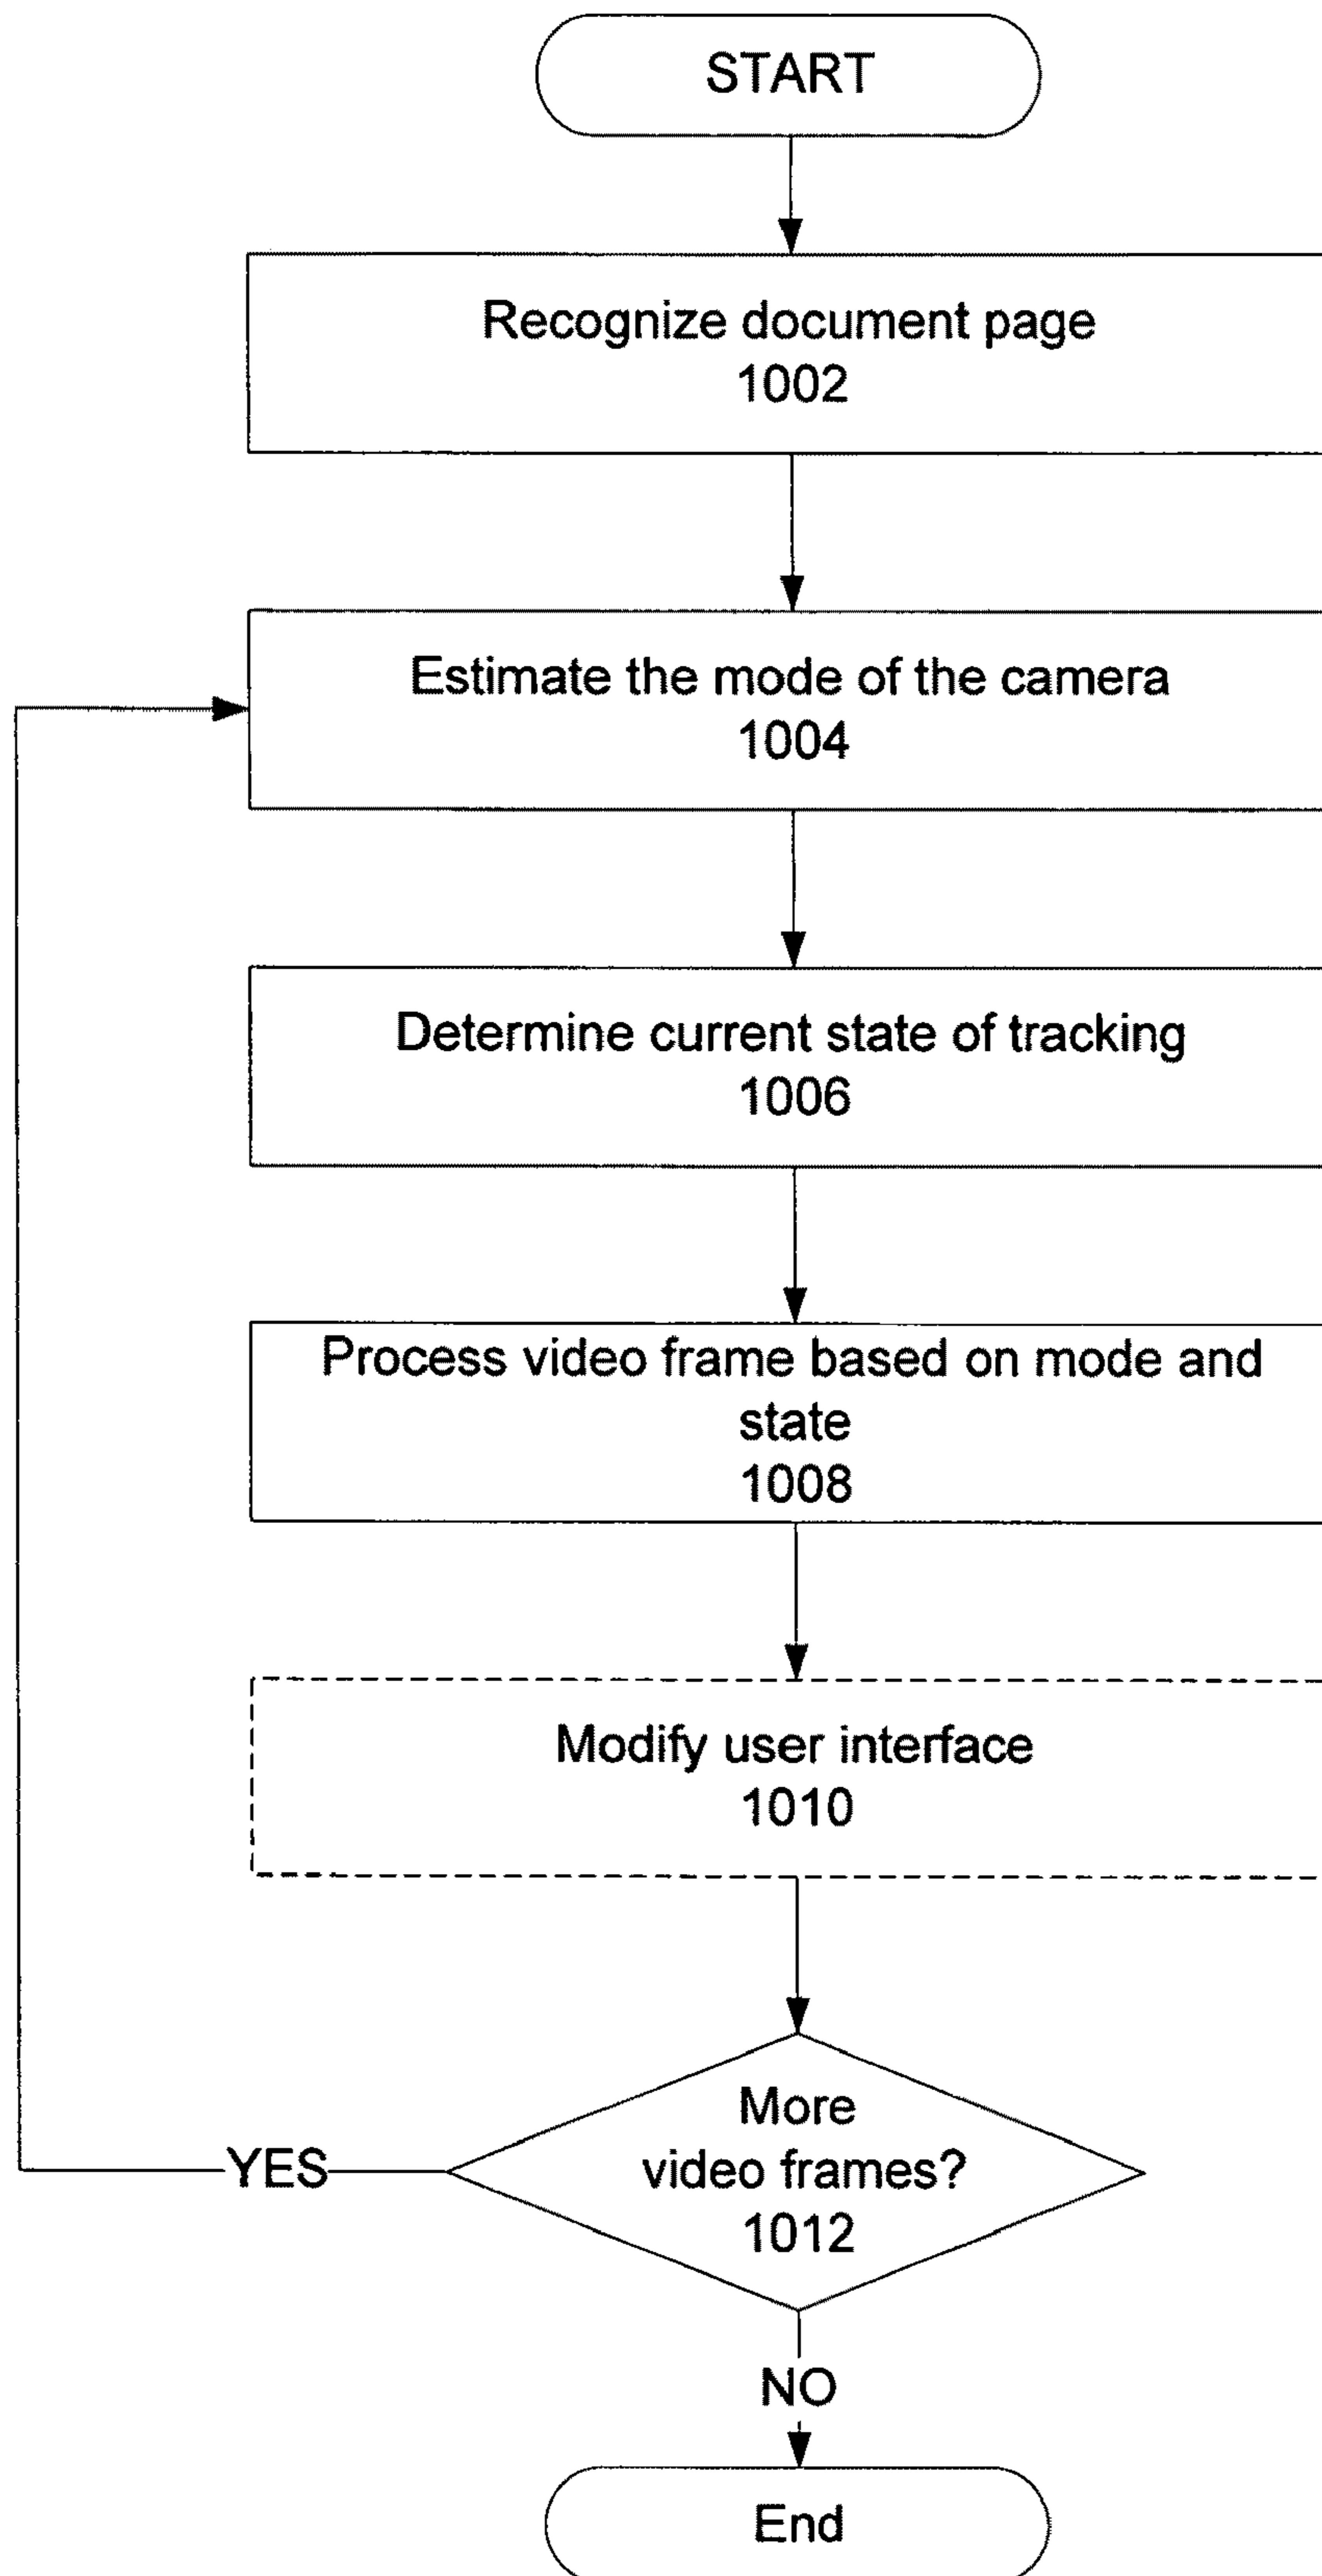 START
Recognize document page
1002
Estimate the mode of the camera
1004
Determine current state of tracking
1006
Process video frame based on mode and
state
1008
Modify user interface
1010
More
video frames?
1012
YES
NO
End